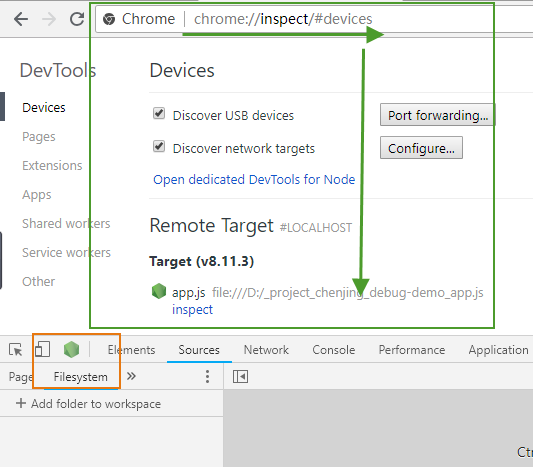 Chrome chrome://inspect/#devices
DevTools
Devices
Pages
Extensions
Apps
Shared workers
Service workers
Other
Devices
Discover USB devices Port forwarding...
Discover network targets Configure...
Open dedicated DevTools for Node
Remote Target #LOCALHOST
Target (v8.11.3)
app.js file:///D:/_project_chenjing_debug-demo_app.js
inspect
Elements Sources Network Console Performance Application
Page Filesystem »
+ Add folder to workspace
Ctr